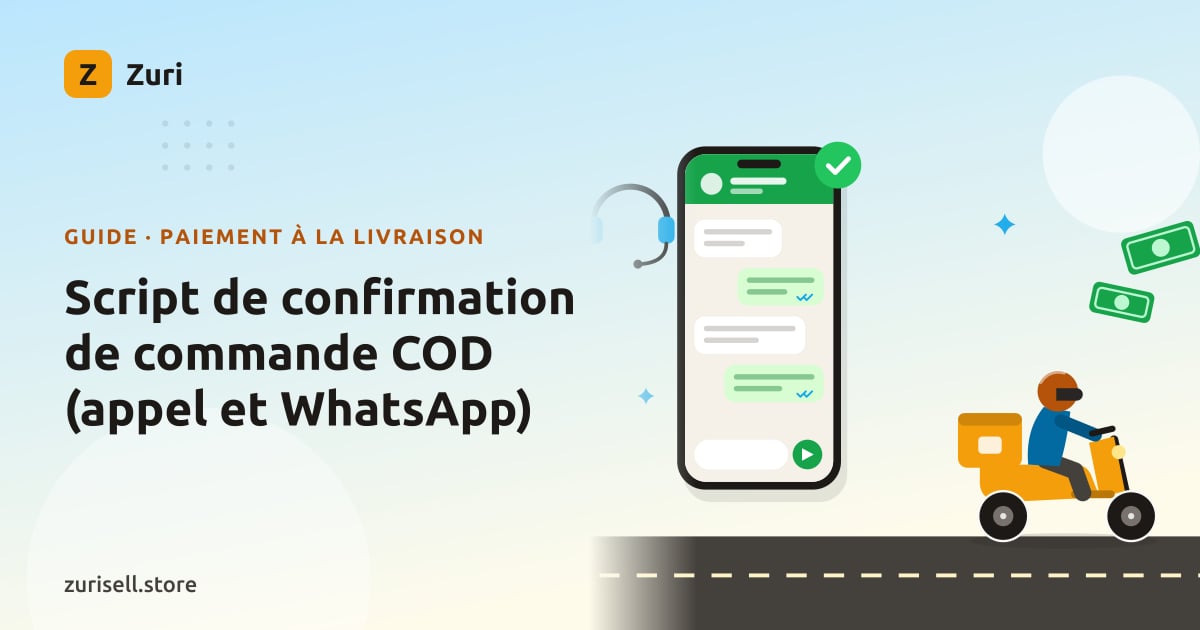 Z Zuri
GUIDE · PAIEMENT À LA LIVRAISON
Script de confirmation
de commande COD
(appel et WhatsApp)
zurisell.store